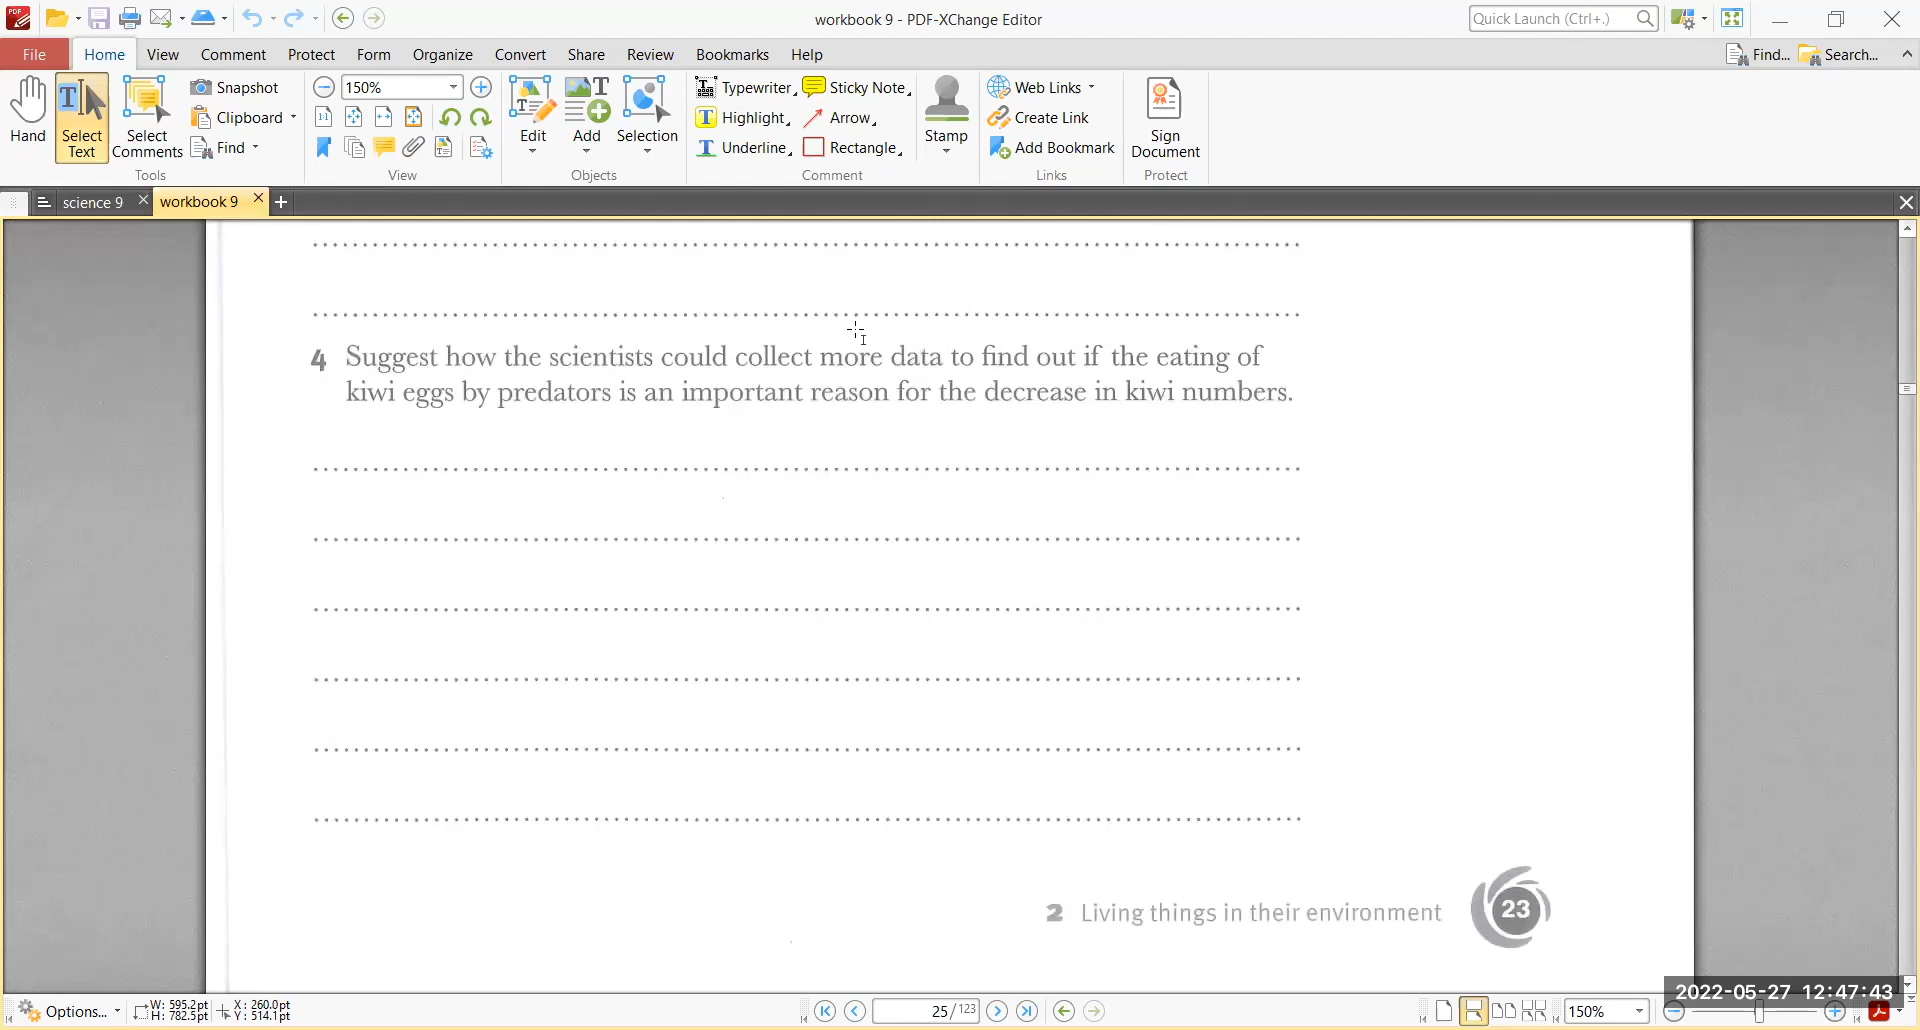 workbook 9 - PDF-XChange Editor
Quick Launch (Ctrl+.)
File Home View Comment Protect Form Organize Convert Share Review Bookmarks Help
Find... Search...
Hand
Select Text
Select Comments
Snapshot
Clipboard
Find
Tools
150%
View
Edit
Add
Selection
Objects
Typewriter
Highlight
Underline
Sticky Note
Arrow
Rectangle
Stamp
Comment
Web Links
Create Link
Add Bookmark
Links
Sign Document
Protect
science 9
workbook 9
4 Suggest how the scientists could collect more data to find out if the eating of
kiwi eggs by predators is an important reason for the decrease in kiwi numbers.
2 Living things in their environment 23
2022-05-27 12:47:43
Options...
W: 595.2pt
H: 782.5pt
X: 260.0pt
Y: 514.1pt
25 / 123
150%